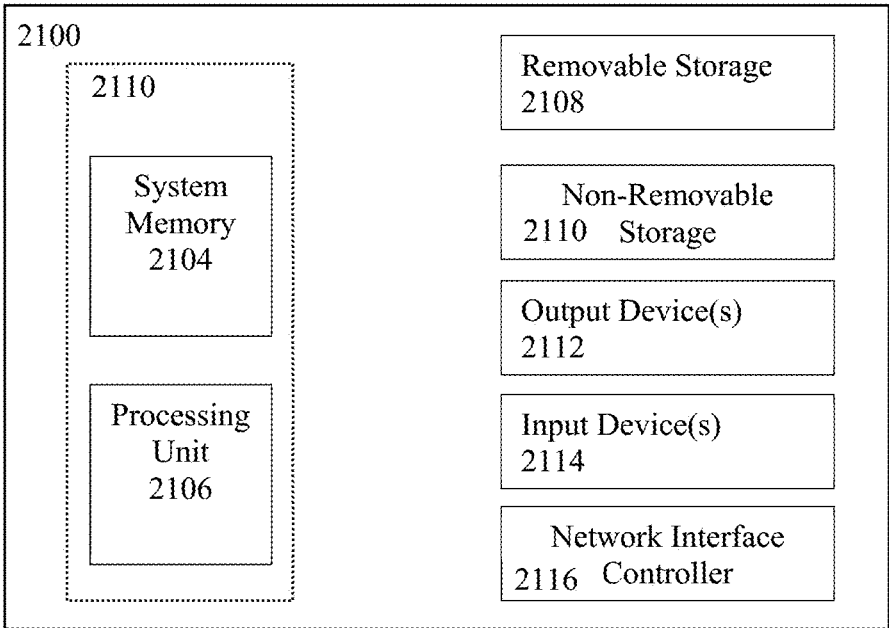 2100
2110
System
Memory
2104
Processing
Unit
2106
Removable Storage
2108
Non-Removable
2110 Storage
Output Device(s)
2112
Input Device(s)
2114
Network Interface
2116 Controller